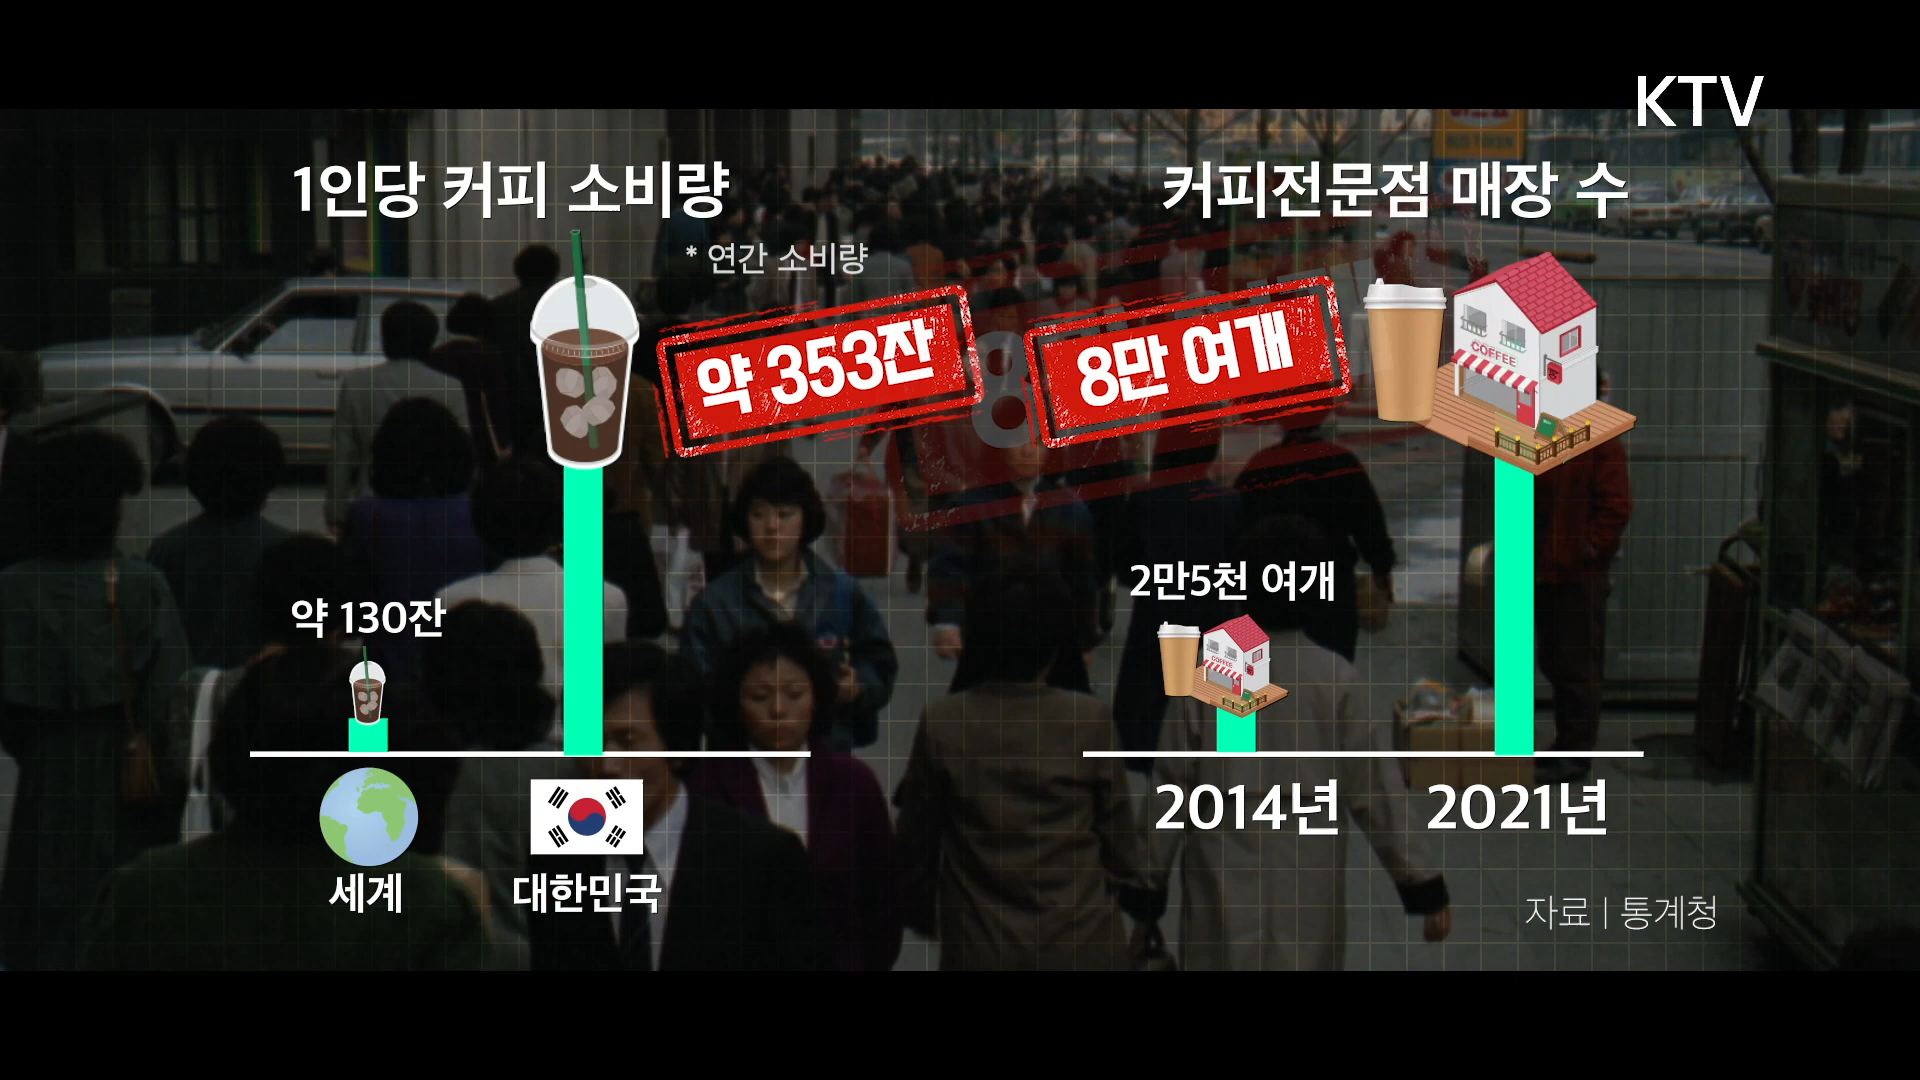 KTV
1인당 커피 소비량
* 연간 소비량
약 353잔
약 130잔
세계
대한민국
커피전문점 매장 수
8만 여개
COFFEE
2만5천 여개
COFFEE
2014년
2021년
자료 | 통계청